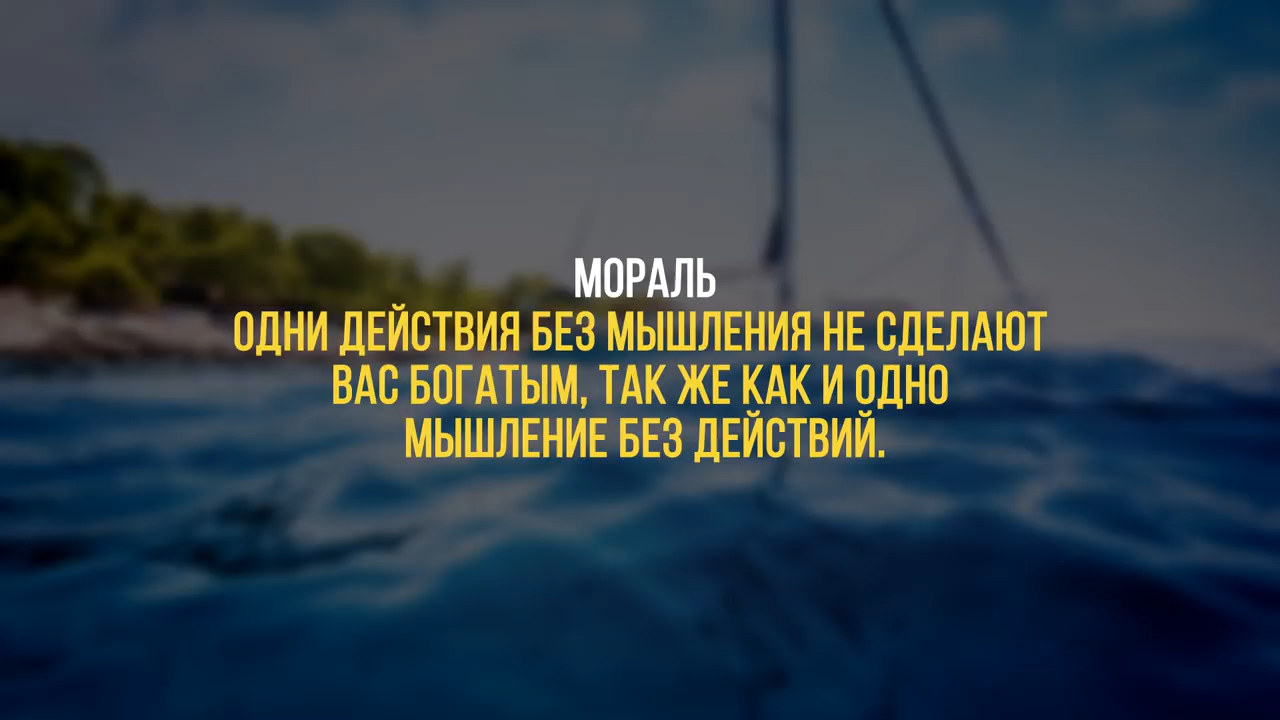 МОРАЛЬ
ОДНИ ДЕЙСТВИЯ БЕЗ МЫШЛЕНИЯ НЕ СДЕЛАЮТ
ВАС БОГАТЫМ, ТАК ЖЕ КАК И ОДНО
МЫШЛЕНИЕ БЕЗ ДЕЙСТВИЙ.